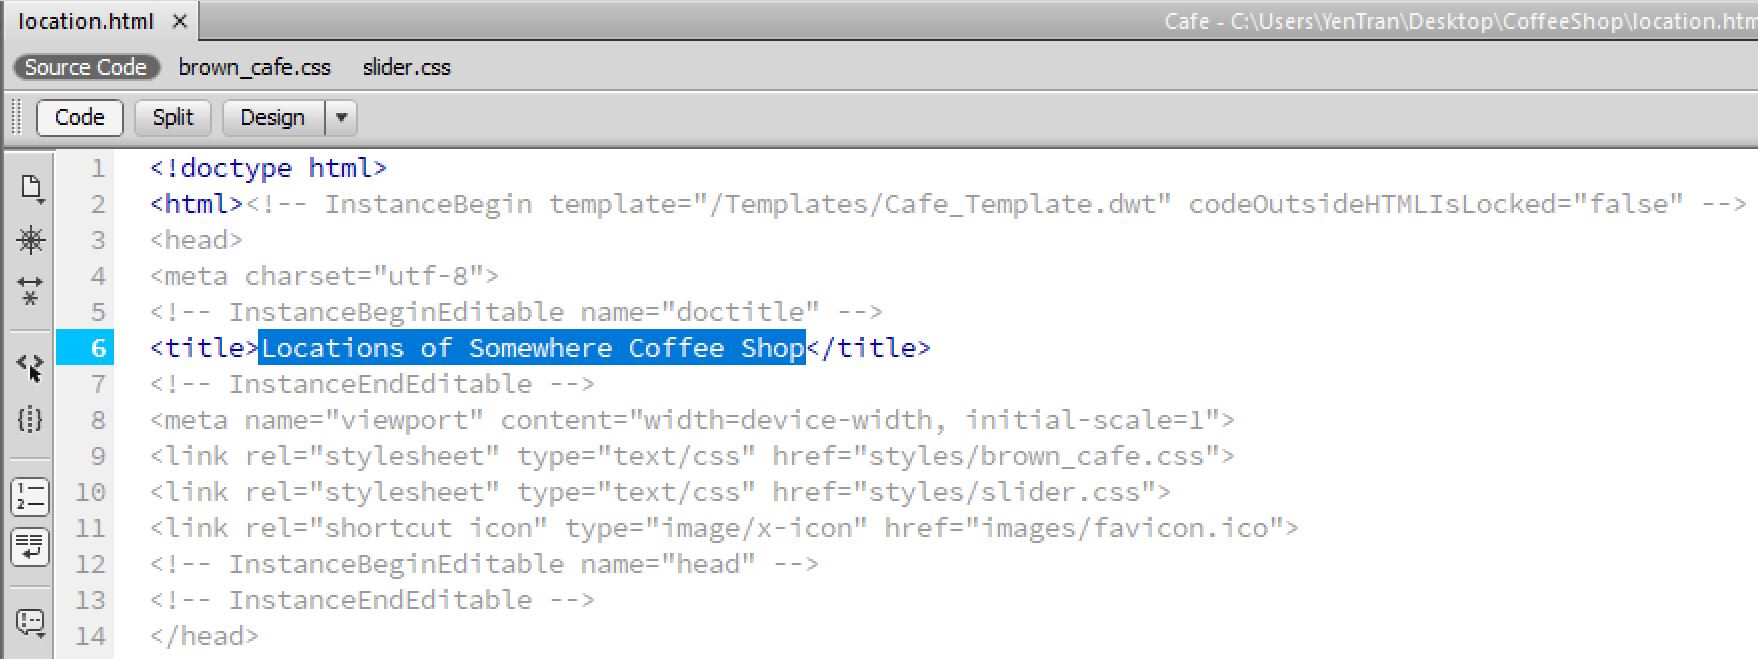 location.html ×
Cafe - C:\Users\YenTran\Desktop\CoffeeShop\location.htm
Source Code brown_cafe.css slider.css
Code Split Design
1 <!doctype html>
2 <html><!-- InstanceBegin template="/Templates/Cafe_Template.dwt" codeOutsideHTMLIsLocked="false" -->
3 <head>
4 <meta charset="utf-8">
5 <!-- InstanceBeginEditable name="doctitle" -->
6 <title>Locations of Somewhere Coffee Shop</title>
7 <!-- InstanceEndEditable -->
8 <meta name="viewport" content="width=device-width, initial-scale=1">
9 <link rel="stylesheet" type="text/css" href="styles/brown_cafe.css">
10 <link rel="stylesheet" type="text/css" href="styles/slider.css">
11 <link rel="shortcut icon" type="image/x-icon" href="images/favicon.ico">
12 <!-- InstanceBeginEditable name="head" -->
13 <!-- InstanceEndEditable -->
14 </head>